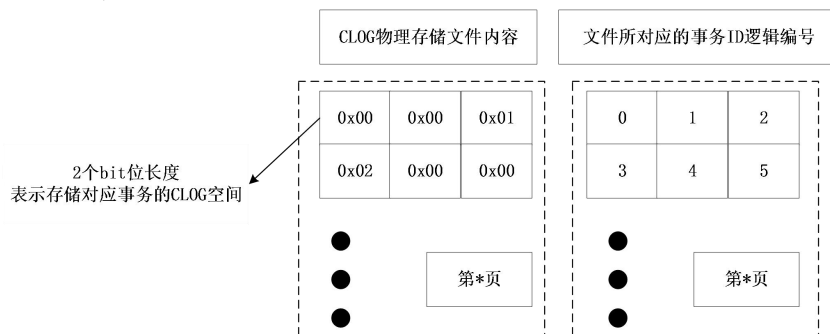 CLOG物理存储文件内容
文件所对应的事务ID逻辑编号
0x00 0x00 0x01
0 1 2
2个bit位长度
表示存储对应事务的CLOG空间
0x02 0x00 0x00
3 4 5
第*页
第*页